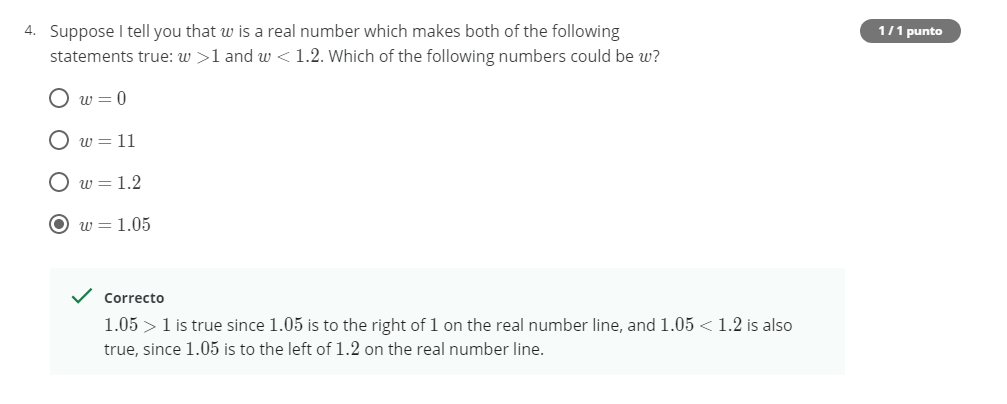 4. Suppose I tell you that w is a real number which makes both of the following
1 / 1 punto
statements true: w >1 and w < 1.2. Which of the following numbers could be w?
w = 0
w = 11
w = 1.2
w = 1.05
Correcto
1.05 > 1 is true since 1.05 is to the right of 1 on the real number line, and 1.05 < 1.2 is also
true, since 1.05 is to the left of 1.2 on the real number line.